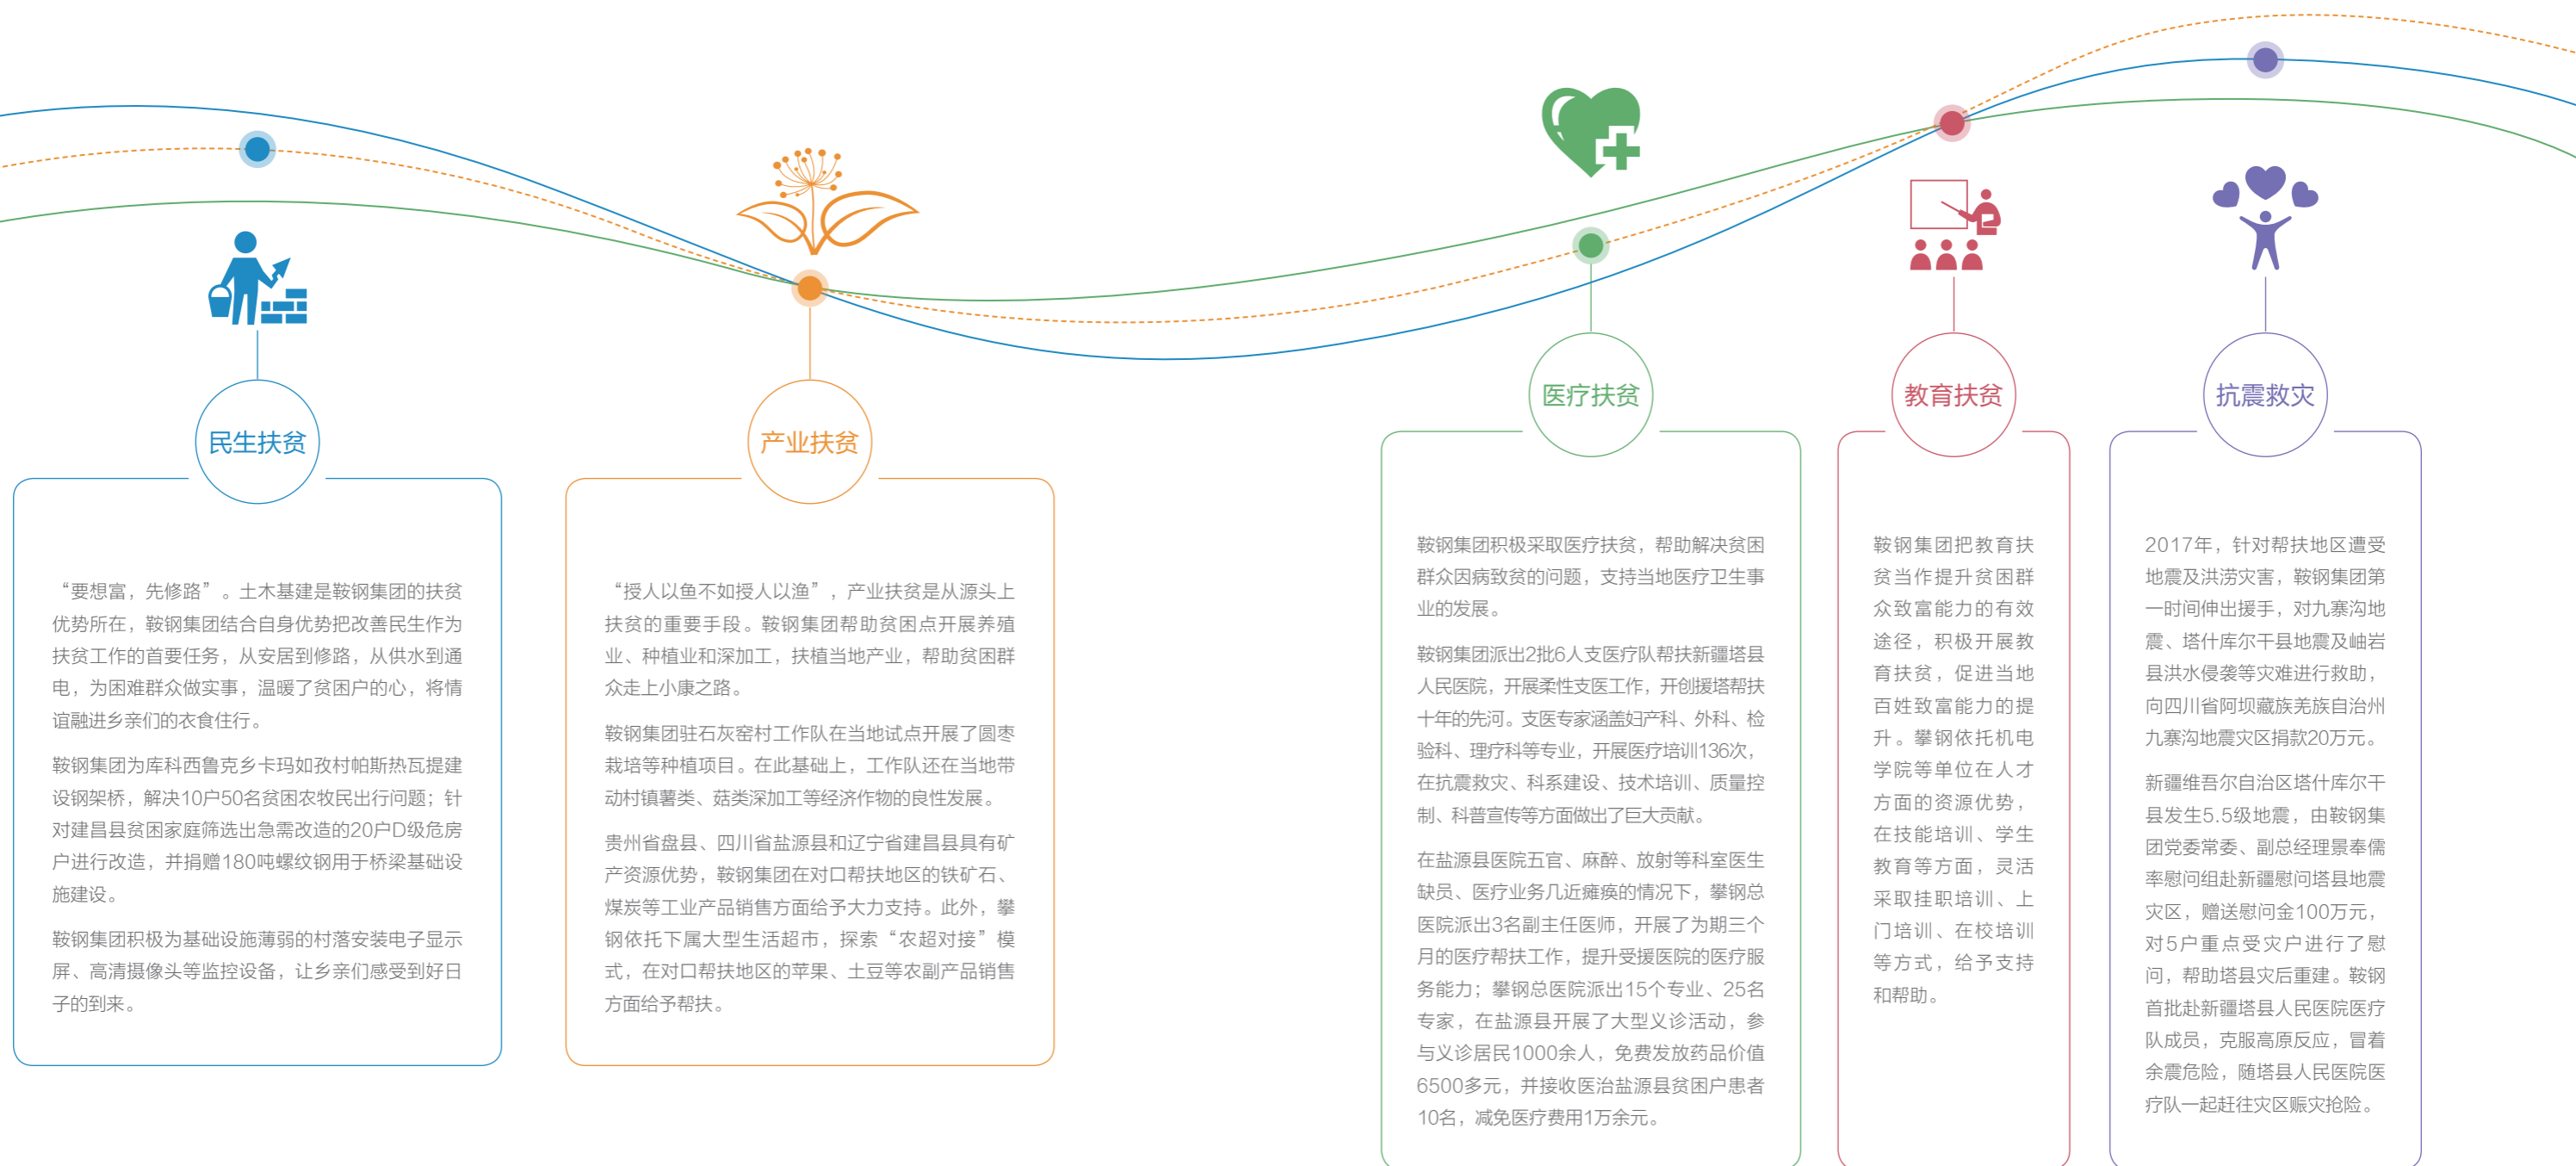 民生扶贫
“要想富，先修路”。土木基建是鞍钢集团的扶贫
优势所在，鞍钢集团结合自身优势把改善民生作为
扶贫工作的首要任务，从安居到修路，从供水到通
电，为困难群众做实事，温暖了贫困户的心，将情
谊融进乡亲们的衣食住行。
鞍钢集团为库科西鲁克乡卡玛如孜村帕斯热瓦提建
设钢架桥，解决10户50名贫困农牧民出行问题；针
对建昌县贫困家庭筛选出急需改造的20户D级危房
户进行改造，并捐赠180吨螺纹钢用于桥梁基础设
施建设。
鞍钢集团积极为基础设施薄弱的村落安装电子显示
屏、高清摄像头等监控设备，让乡亲们感受到好日
子的到来。
产业扶贫
“授人以鱼不如授人以渔”，产业扶贫是从源头上
扶贫的重要手段。鞍钢集团帮助贫困点开展养殖
业、种植业和深加工，扶植当地产业，帮助贫困群
众走上小康之路。
鞍钢集团驻石灰窑村工作队在当地试点开展了圆枣
栽培等种植项目。在此基础上，工作队还在当地带
动村镇薯类、菇类深加工等经济作物的良性发展。
贵州省盘县、四川省盐源县和辽宁省建昌县具有矿
产资源优势，鞍钢集团在对口帮扶地区的铁矿石、
煤炭等工业产品销售方面给予大力支持。此外，攀
钢依托下属大型生活超市，探索“农超对接”模
式，在对口帮扶地区的苹果、土豆等农副产品销售
方面给予帮扶。
医疗扶贫
鞍钢集团积极采取医疗扶贫，帮助解决贫困
群众因病致贫的问题，支持当地医疗卫生事
业的发展。
鞍钢集团派出2批6人支医疗队帮扶新疆塔县
人民医院，开展柔性支医工作，开创援塔帮扶
十年的先河。支医专家涵盖妇产科、外科、检
验科、理疗科等专业，开展医疗培训136次，
在抗震救灾、科系建设、技术培训、质量控
制、科普宣传等方面做出了巨大贡献。
在盐源县医院五官、麻醉、放射等科室医生
缺员、医疗业务几近瘫痪的情况下，攀钢总
医院派出3名副主任医师，开展了为期三个
月的医疗帮扶工作，提升受援医院的医疗服
务能力；攀钢总医院派出15个专业、25名
专家，在盐源县开展了大型义诊活动，参
与义诊居民1000余人，免费发放药品价值
6500多元，并接收医治盐源县贫困户患者
10名，减免医疗费用1万余元。
教育扶贫
鞍钢集团把教育扶
贫当作提升贫困群
众致富能力的有效
途径，积极开展教
育扶贫，促进当地
百姓致富能力的提
升。攀钢依托机电
学院等单位在人才
方面的资源优势，
在技能培训、学生
教育等方面，灵活
采取挂职培训、上
门培训、在校培训
等方式，给予支持
和帮助。
抗震救灾
2017年，针对帮扶地区遭受
地震及洪涝灾害，鞍钢集团第
一时间伸出援手，对九寨沟地
震、塔什库尔干县地震及岫岩
县洪水侵袭等灾难进行救助，
向四川省阿坝藏族羌族自治州
九寨沟地震灾区捐款20万元。
新疆维吾尔自治区塔什库尔干
县发生5.5级地震，由鞍钢集
团党委常委、副总经理景奉儒
率慰问组赴新疆慰问塔县地震
灾区，赠送慰问金100万元，
对5户重点受灾户进行了慰
问，帮助塔县灾后重建。鞍钢
首批赴新疆塔县人民医院医疗
队成员，克服高原反应，冒着
余震危险，随塔县人民医院医
疗队一起赶往灾区赈灾抢险。